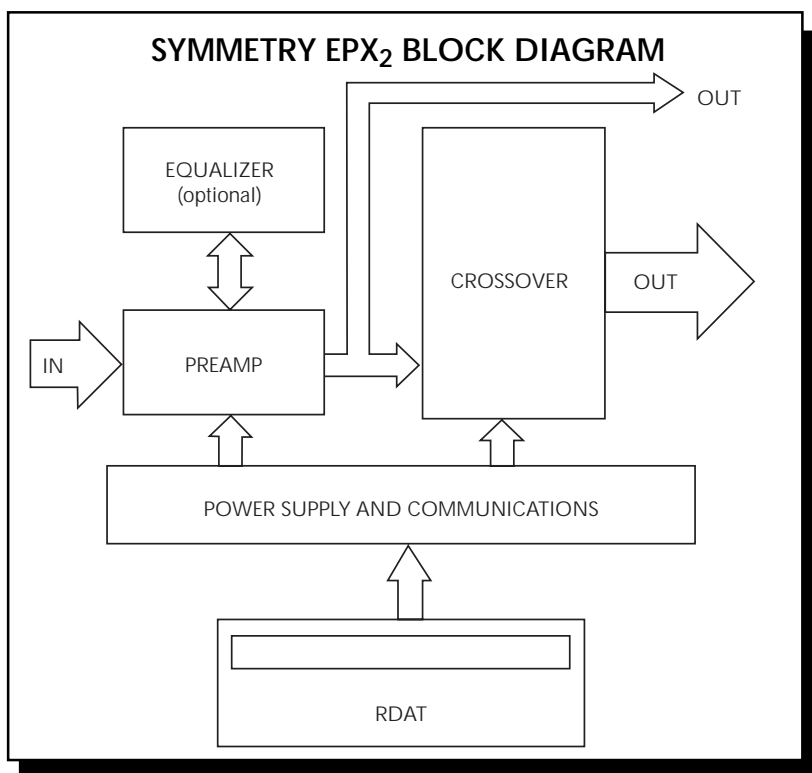 SYMMETRY EPX₂ BLOCK DIAGRAM
OUT
EQUALIZER
(optional)
CROSSOVER
OUT
IN
PREAMP
POWER SUPPLY AND COMMUNICATIONS
RDAT